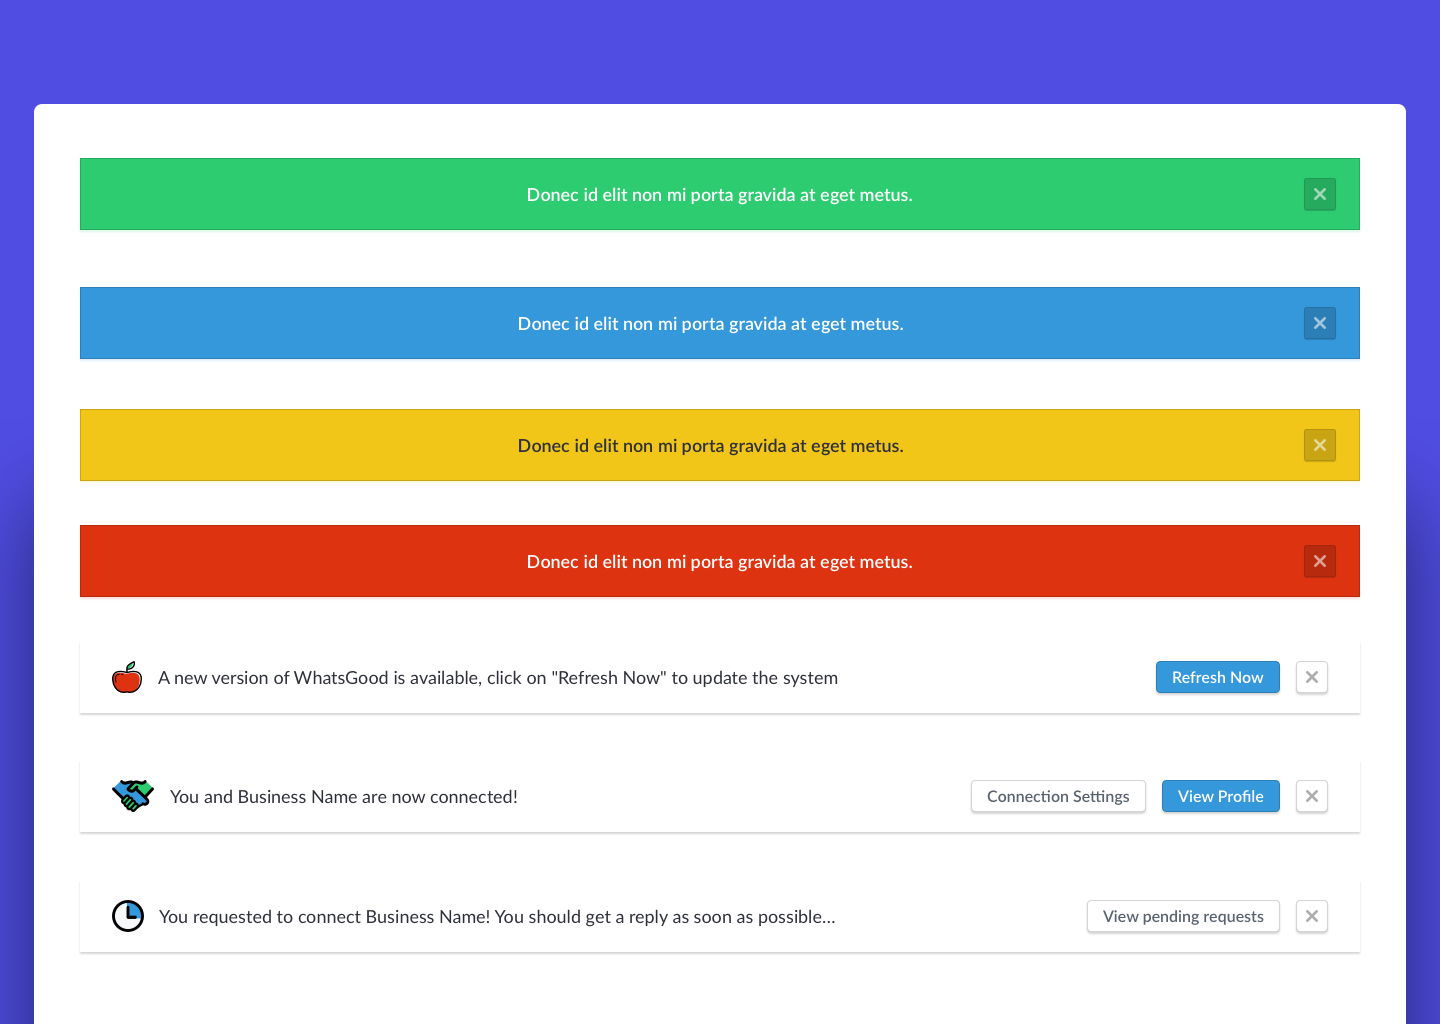 Donec id elit non mi porta gravida at eget metus.
Donec id elit non mi porta gravida at eget metus.
Donec id elit non mi porta gravida at eget metus.
Donec id elit non mi porta gravida at eget metus.
A new version of WhatsGood is available, click on "Refresh Now" to update the system Refresh Now
You and Business Name are now connected! Connection Settings View Profile
You requested to connect Business Name! You should get a reply as soon as possible... View pending requests